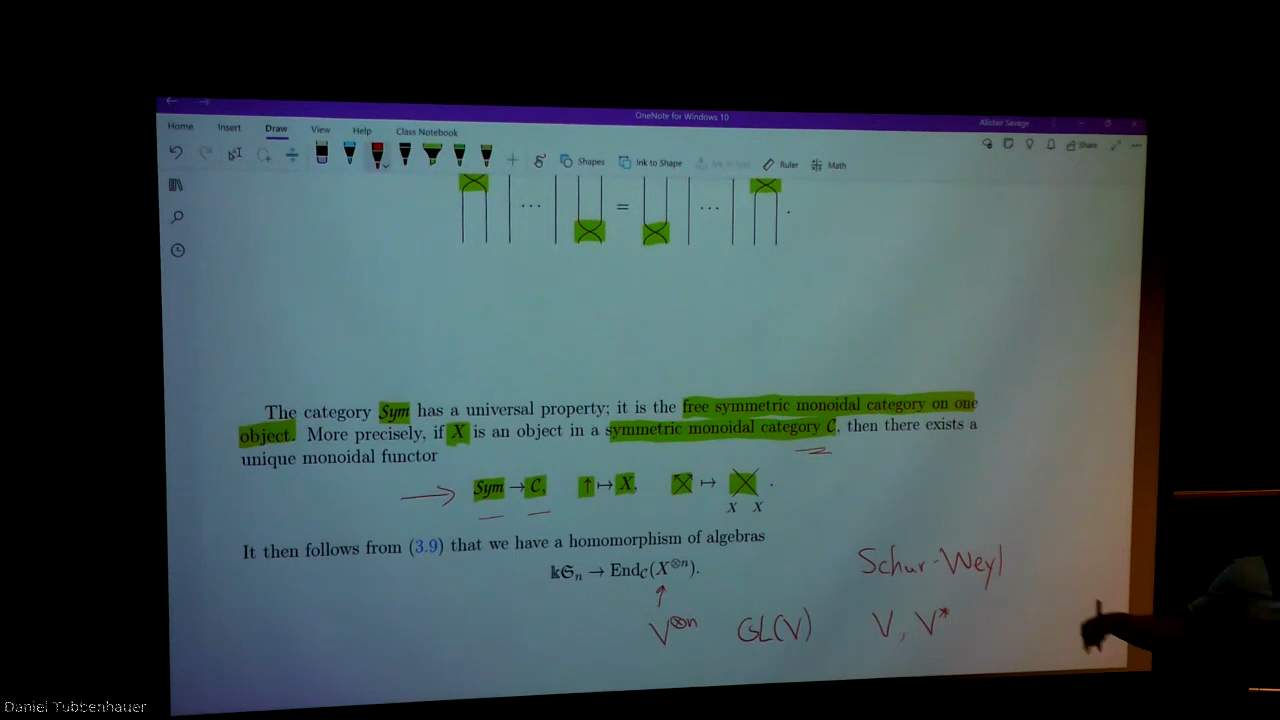 OneNote for Windows 10
Alistair Savage
Home Insert Draw View Help Class Notebook
Shapes Ink to Shape Ruler Math Share
... = ... .
The category Sym has a universal property; it is the free symmetric monoidal category on one
object. More precisely, if X is an object in a symmetric monoidal category C, then there exists a
unique monoidal functor
Sym → C, ↑ ↦ X, ↦ .
X X
It then follows from (3.9) that we have a homomorphism of algebras
𝕜𝔖ₙ → End_C(X^{⊗n}).
Schur-Weyl
V^{⊗n} GL(V) V, V*
Daniel Tubbenhauer